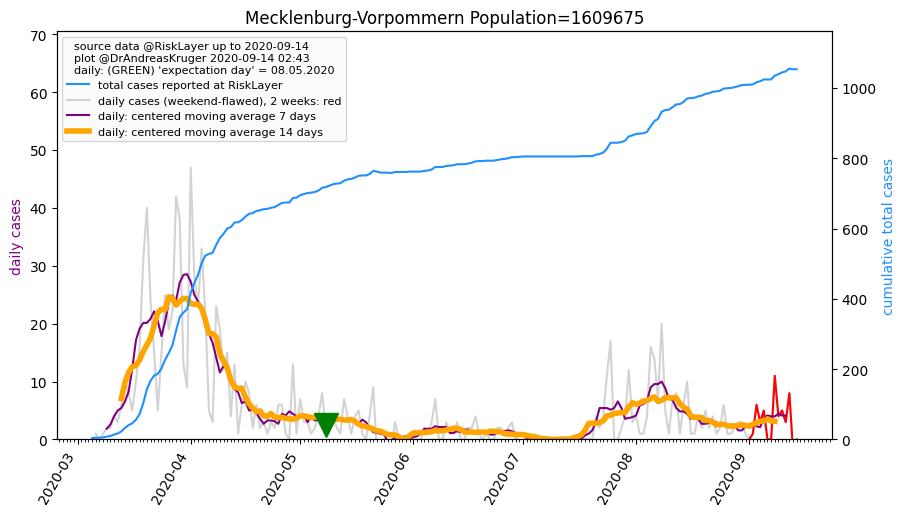 Mecklenburg-Vorpommern Population=1609675
source data @RiskLayer up to 2020-09-14
plot @DrAndreasKruger 2020-09-14 02:43
daily: (GREEN) 'expectation day' = 08.05.2020
total cases reported at RiskLayer
daily cases (weekend-flawed), 2 weeks: red
daily: centered moving average 7 days
daily: centered moving average 14 days
daily cases
70
60
50
40
30
20
10
0
cumulative total cases
1000
800
600
400
200
0
2020-03
2020-04
2020-05
2020-06
2020-07
2020-08
2020-09